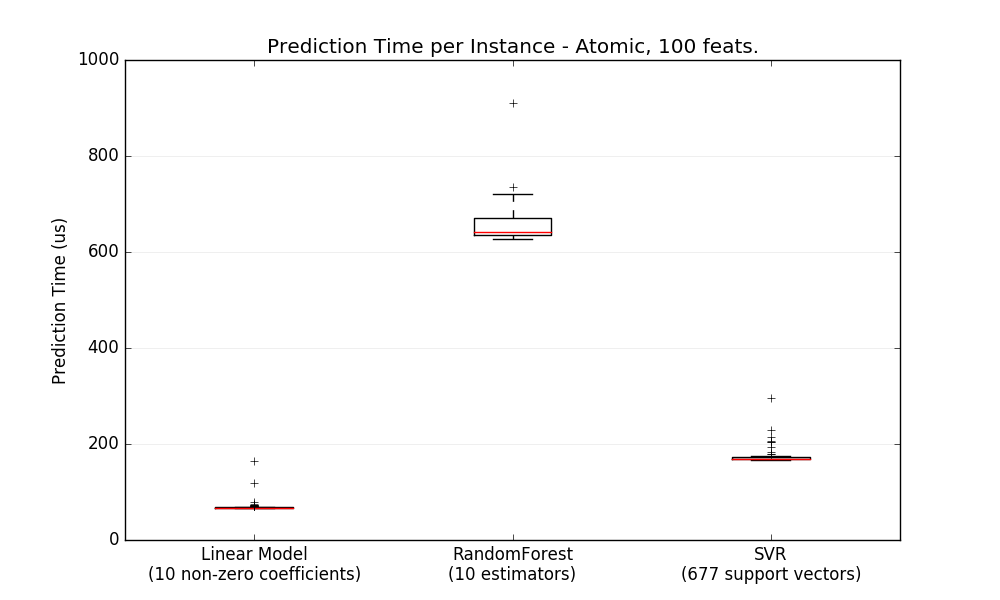 Prediction Time per Instance - Atomic, 100 feats.
1000
800
600
400
200
0
Prediction Time (us)
Linear Model
(10 non-zero coefficients)
RandomForest
(10 estimators)
SVR
(677 support vectors)